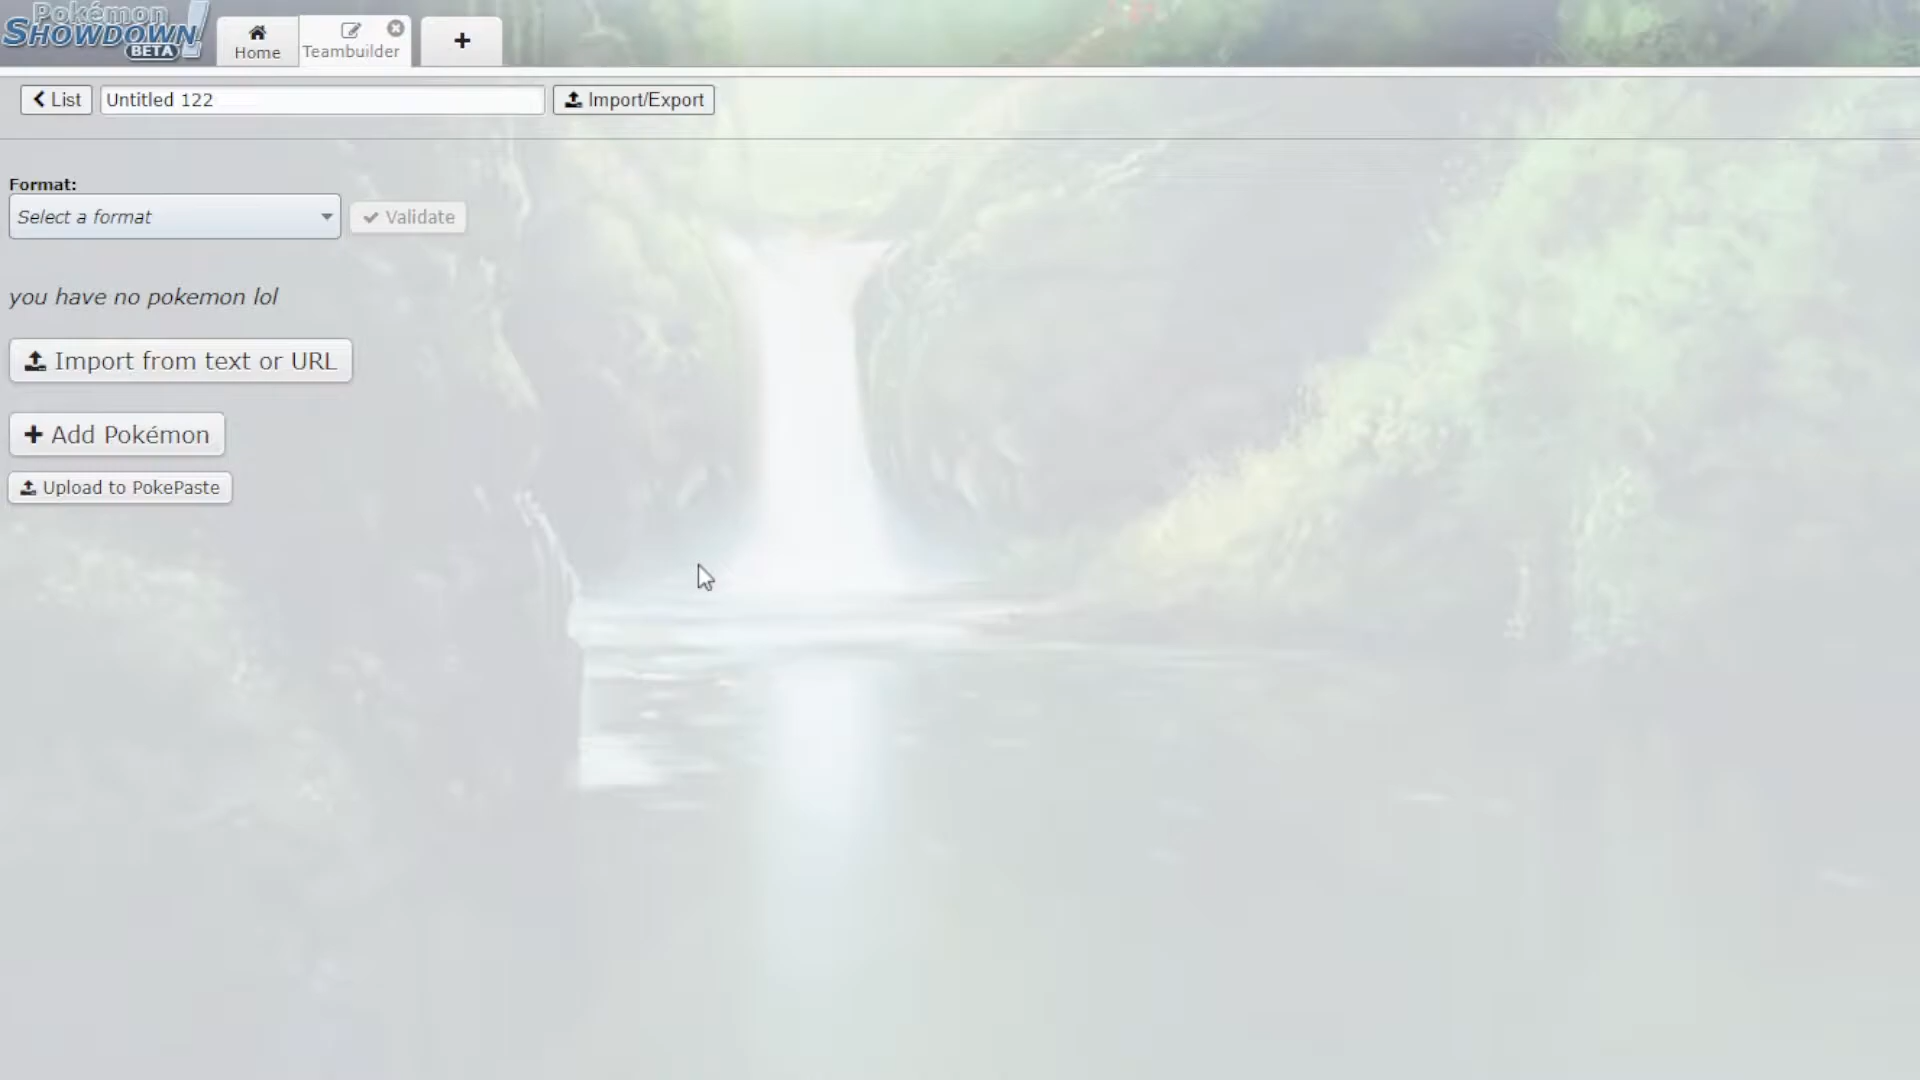 Pokémon
SHOWDOWN!
BETA
Home
Teambuilder
List
Untitled 122
Import/Export
Format:
Select a format
Validate
you have no pokemon lol
Import from text or URL
Add Pokémon
Upload to PokePaste